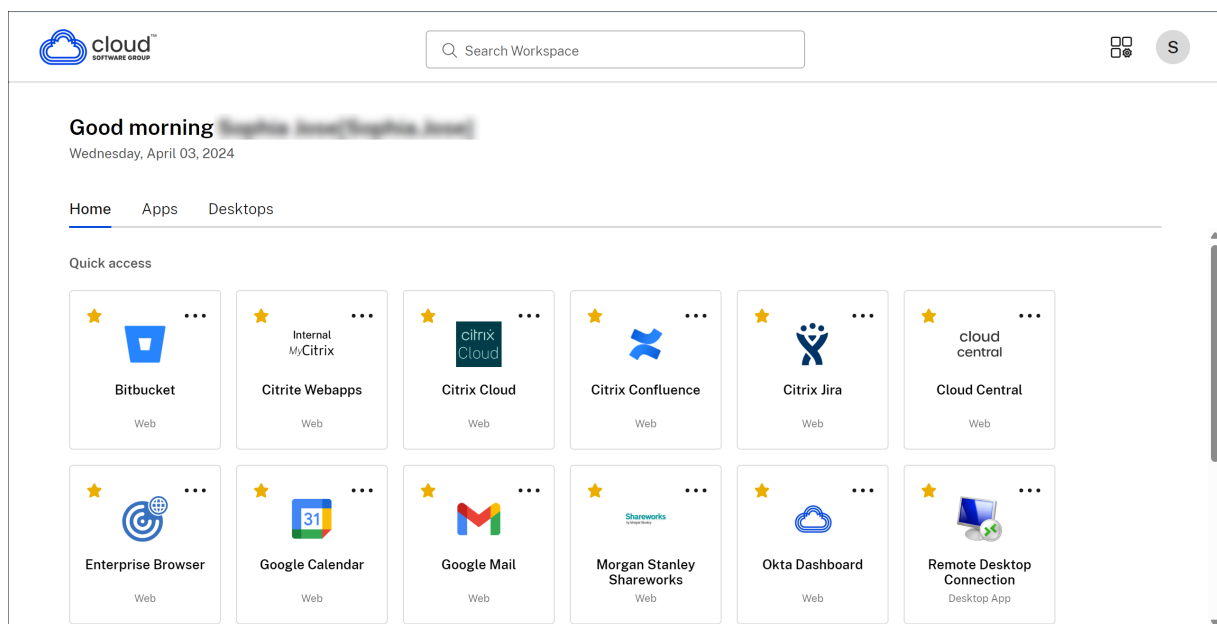 cloud™
SOFTWARE GROUP
Search Workspace
S
Good morning
Wednesday, April 03, 2024
Home Apps Desktops
Quick access
Bitbucket
Web
Internal
MyCitrix
Citrite Webapps
Web
citrix
Cloud
Citrix Cloud
Web
Citrix Confluence
Web
Citrix Jira
Web
cloud
central
Cloud Central
Web
Enterprise Browser
Web
31
Google Calendar
Web
Google Mail
Web
Shareworks
Morgan Stanley
Shareworks
Web
Okta Dashboard
Web
Remote Desktop
Connection
Desktop App